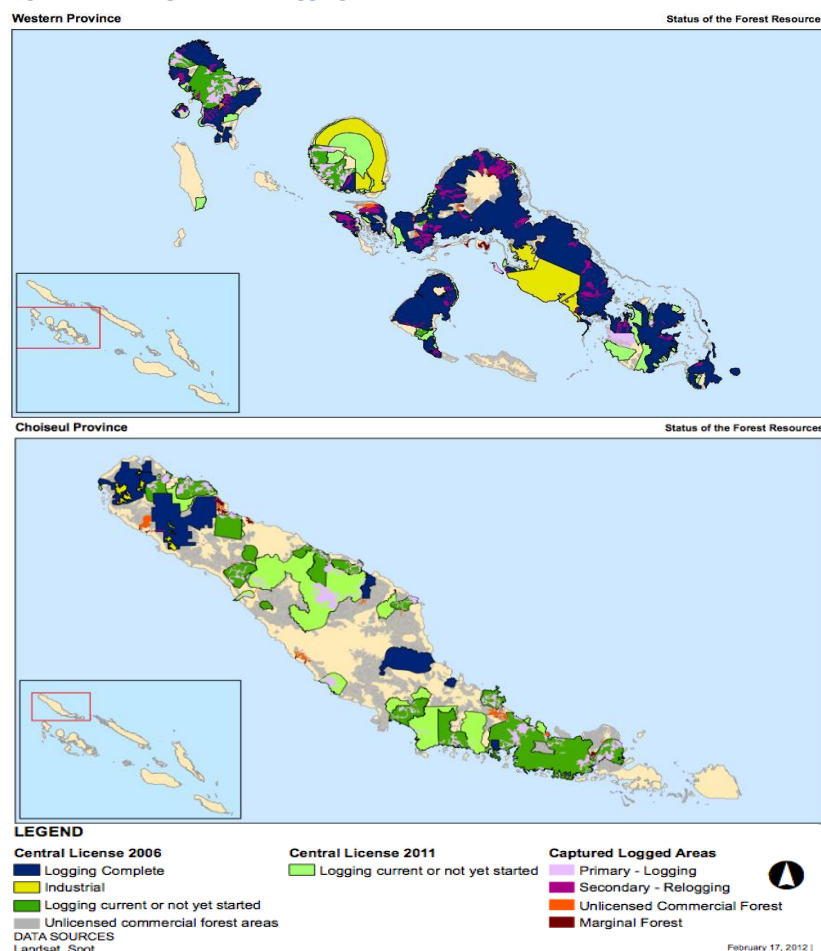 Western Province
Status of the Forest Resource
Choiseul Province
Status of the Forest Resources
LEGEND
Central License 2006
Logging Complete
Industrial
Logging current or not yet started
Unlicensed commercial forest areas
Central License 2011
Logging current or not yet started
Captured Logged Areas
Primary - Logging
Secondary - Relogging
Unlicensed Commercial Forest
Marginal Forest
DATA SOURCES
Landsat, Spot
February 17, 2012 |